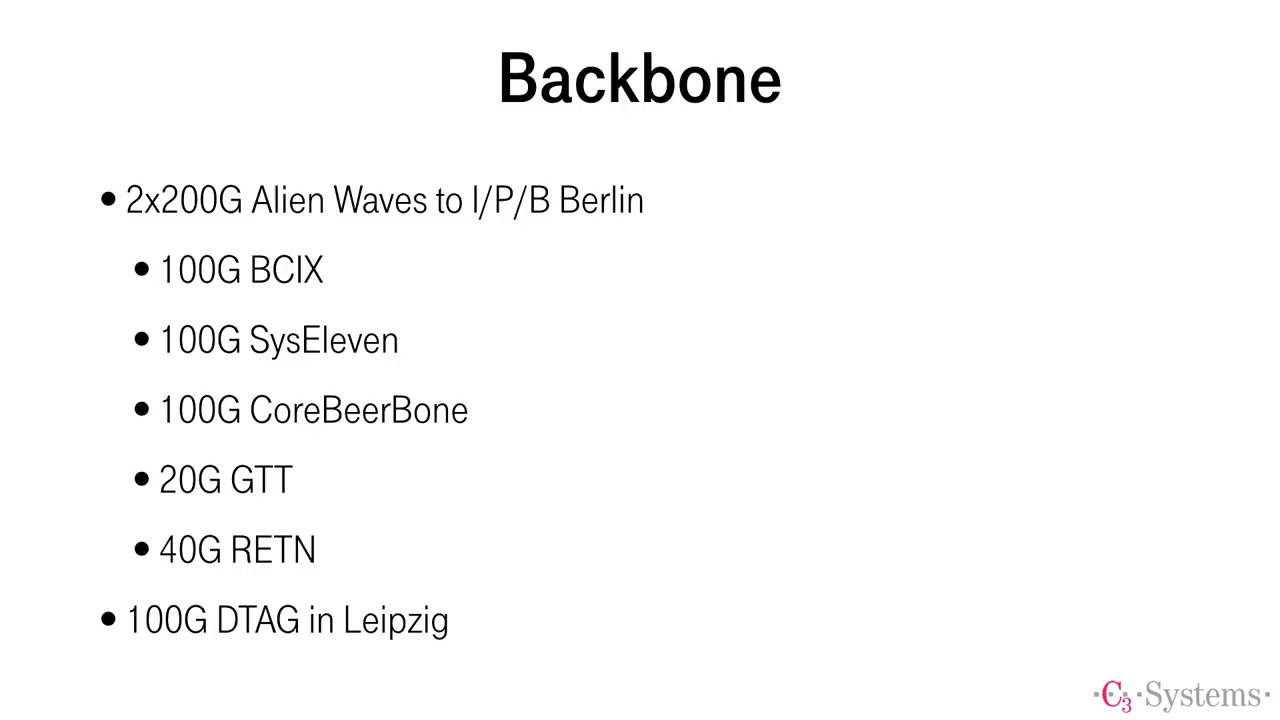 Backbone
• 2x200G Alien Waves to I/P/B Berlin
• 100G BCIX
• 100G SysEleven
• 100G CoreBeerBone
• 20G GTT
• 40G RETN
• 100G DTAG in Leipzig
·C3·Systems·